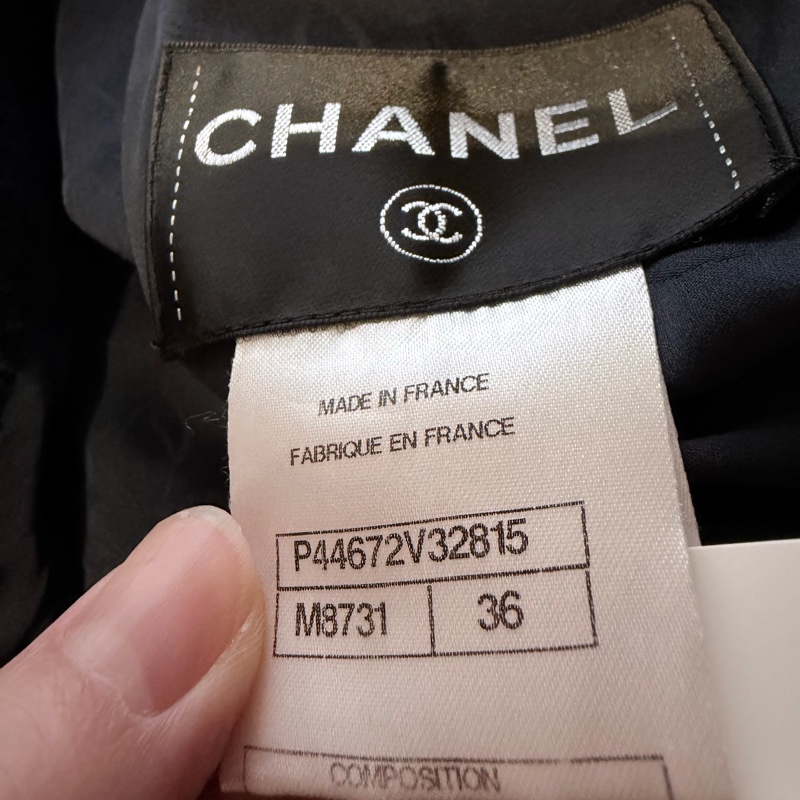 CHANEL
MADE IN FRANCE
FABRIQUE EN FRANCE
P44672V32815
M8731 36
COMPOSITION